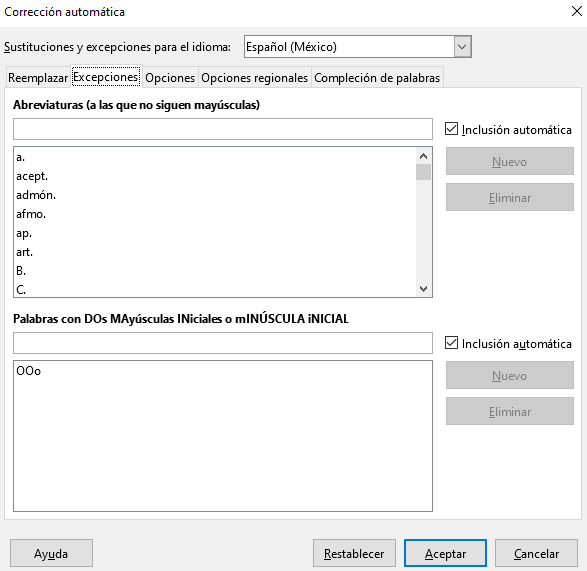 Corrección automática
Sustituciones y excepciones para el idioma: Español (México)
Reemplazar Excepciones Opciones Opciones regionales Compleción de palabras
Abreviaturas (a las que no siguen mayúsculas)
Inclusión automática
a.
acept.
admón.
afmo.
ap.
art.
B.
C.
Nuevo
Eliminar
Palabras con DOs MAyúsculas INiciales o mINÚSCULA iNICIAL
Inclusión automática
OOo
Nuevo
Eliminar
Ayuda Restablecer Aceptar Cancelar